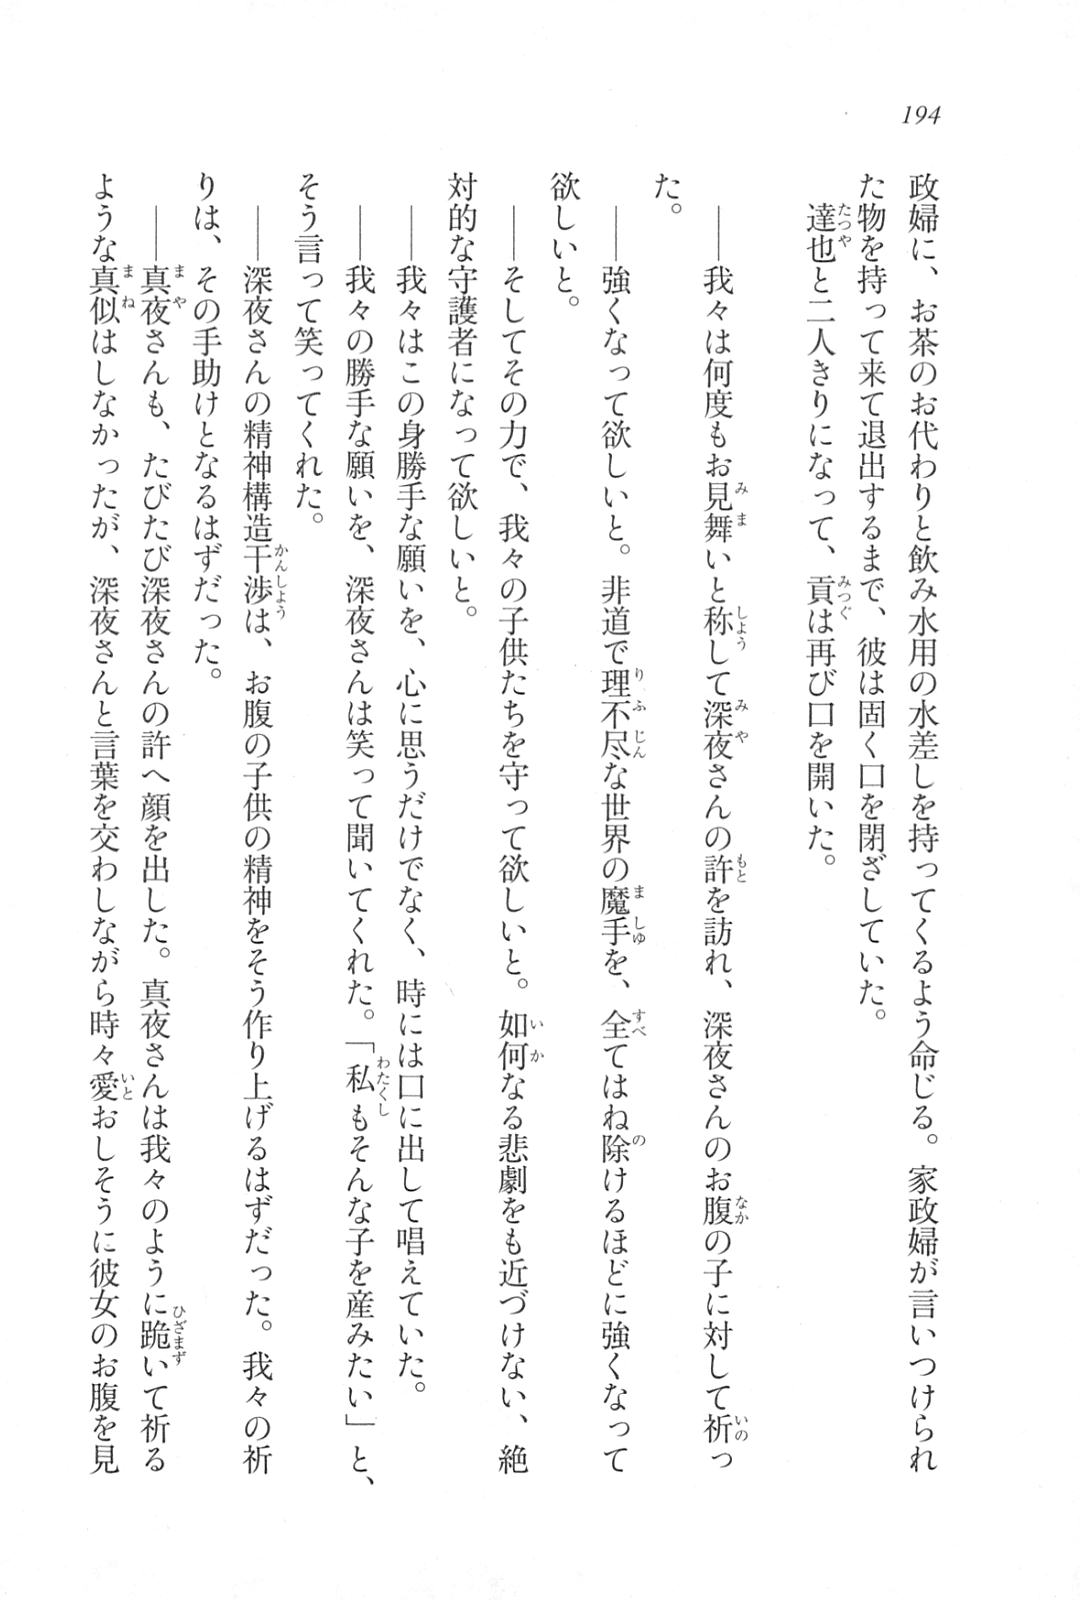 194
政婦に、お茶のお代わりと飲み水用の水差しを持ってくるよう命じる。家政婦が言いつけられ
た物を持って来て退出するまで、彼は固く口を閉ざしていた。
達也と二人きりになって、貢は再び口を開いた。
――我々は何度もお見舞いと称して深夜さんの許を訪れ、深夜さんのお腹の子に対して祈っ
た。
――強くなって欲しいと。非道で理不尽な世界の魔手を、全てはね除けるほどに強くなって
欲しいと。
――そしてその力で、我々の子供たちを守って欲しいと。如何なる悲劇をも近づけない、絶
対的な守護者になって欲しいと。
――我々はこの身勝手な願いを、心に思うだけでなく、時には口に出して唱えていた。
――我々の勝手な願いを、深夜さんは笑って聞いてくれた。「私もそんな子を産みたい」と、
そう言って笑ってくれた。
――深夜さんの精神構造干渉は、お腹の子供の精神をそう作り上げるはずだった。我々の祈
りは、その手助けとなるはずだった。
――真夜さんも、たびたび深夜さんの許へ顔を出した。真夜さんは我々のように跪いて祈る
ような真似はしなかったが、深夜さんと言葉を交わしながら時々愛おしそうに彼女のお腹を見